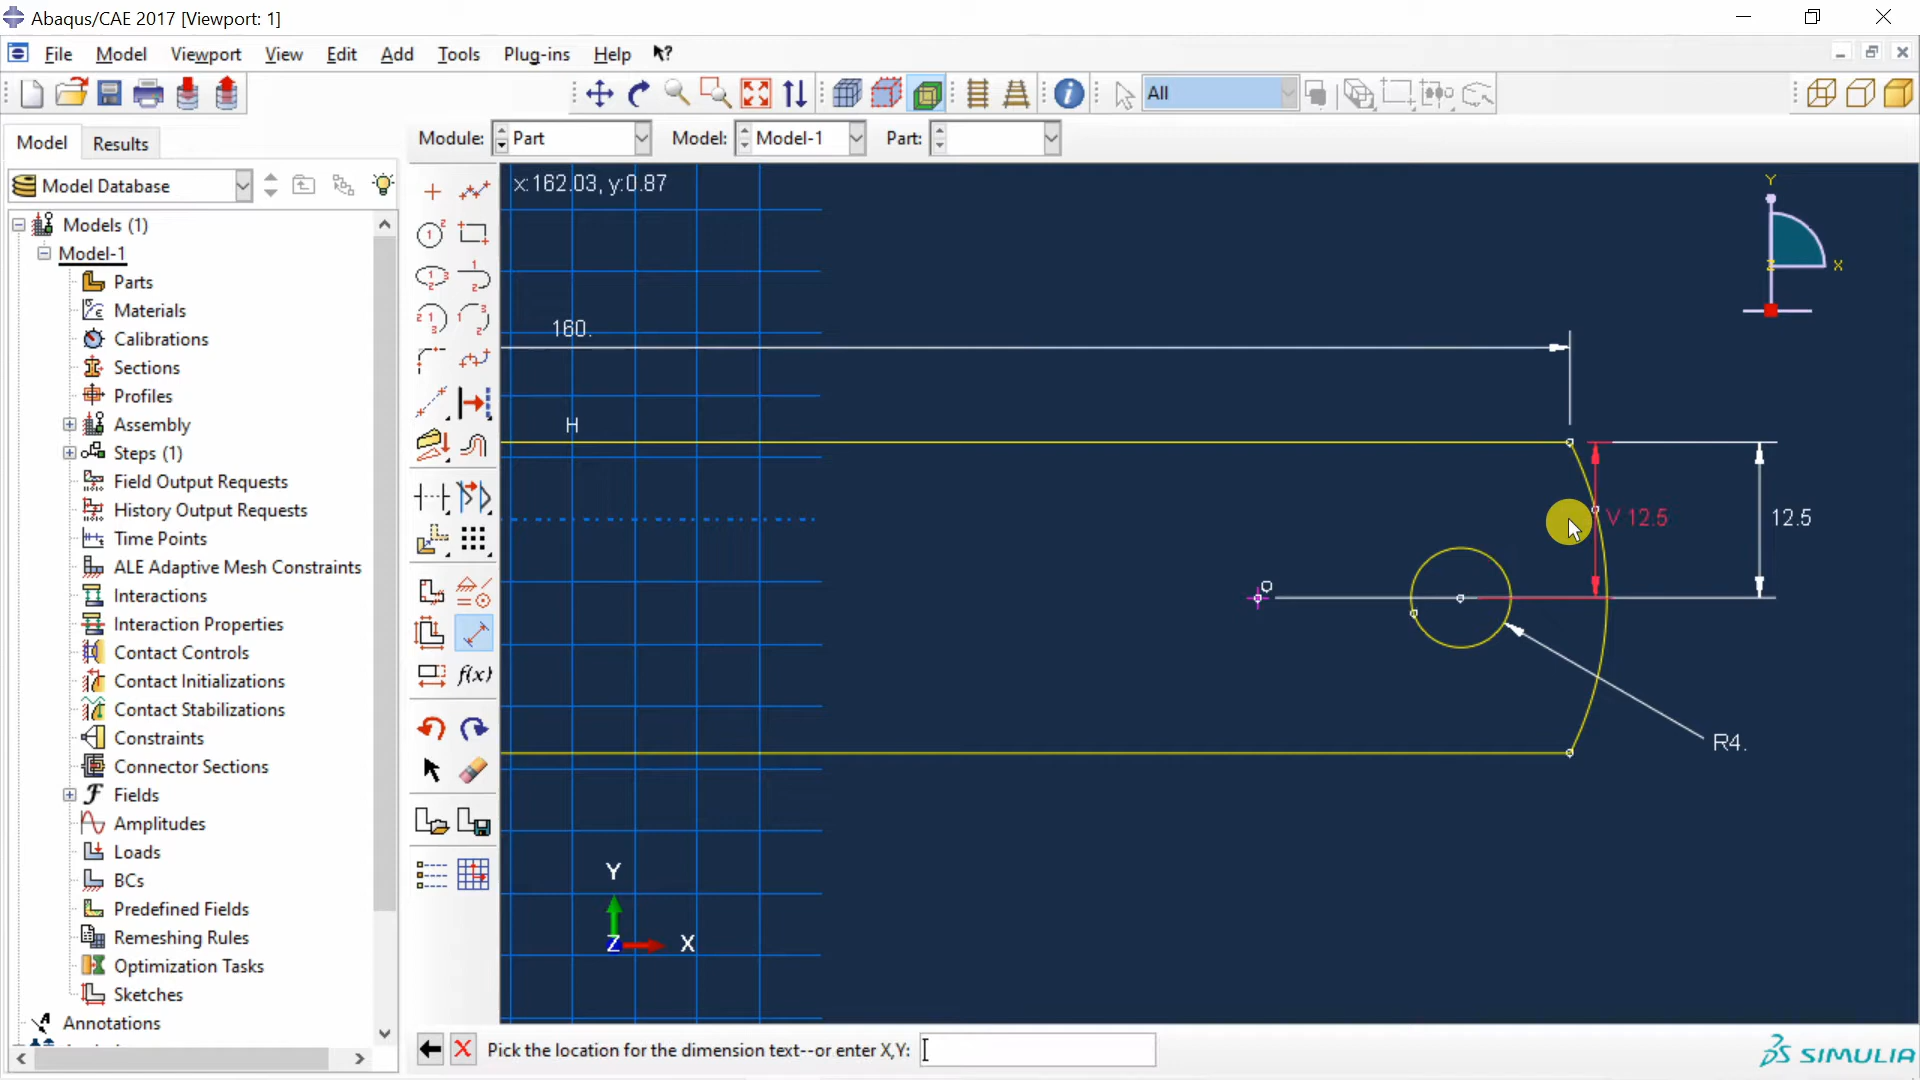 Abaqus/CAE 2017 [Viewport: 1]
File Model Viewport View Edit Add Tools Plug-ins Help
All
Module: Part Model: Model-1 Part:
Model Results
Model Database
Models (1)
Model-1
Parts
Materials
Calibrations
Sections
Profiles
Assembly
Steps (1)
Field Output Requests
History Output Requests
Time Points
ALE Adaptive Mesh Constraints
Interactions
Interaction Properties
Contact Controls
Contact Initializations
Contact Stabilizations
Constraints
Connector Sections
Fields
Amplitudes
Loads
BCs
Predefined Fields
Remeshing Rules
Optimization Tasks
Sketches
Annotations
f(x)
x:162.03, y:0.87
Y
Z X
160.
H
V 12.5
12.5
R4.
Y
Z X
Pick the location for the dimension text--or enter X,Y:
SIMULIA